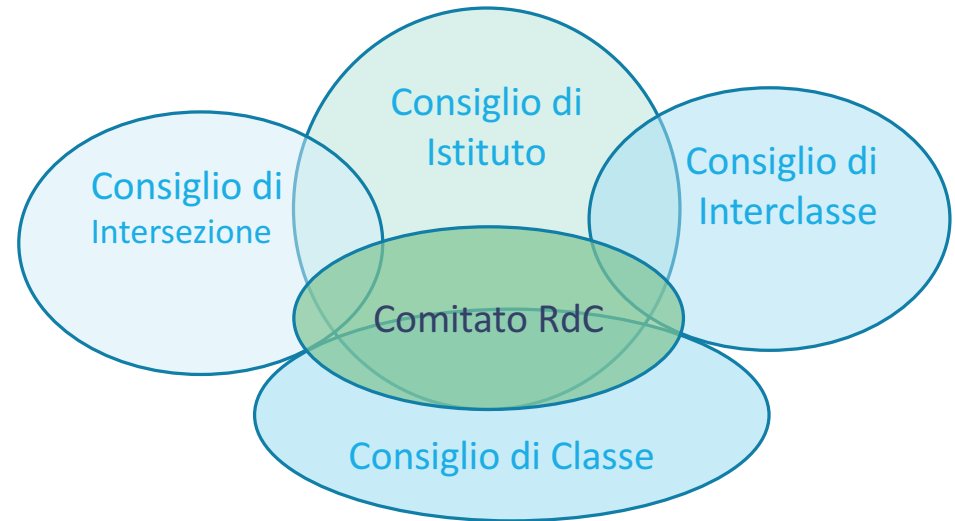 Consiglio di
Istituto
Consiglio di
Intersezione
Consiglio di
Interclasse
Comitato RdC
Consiglio di Classe